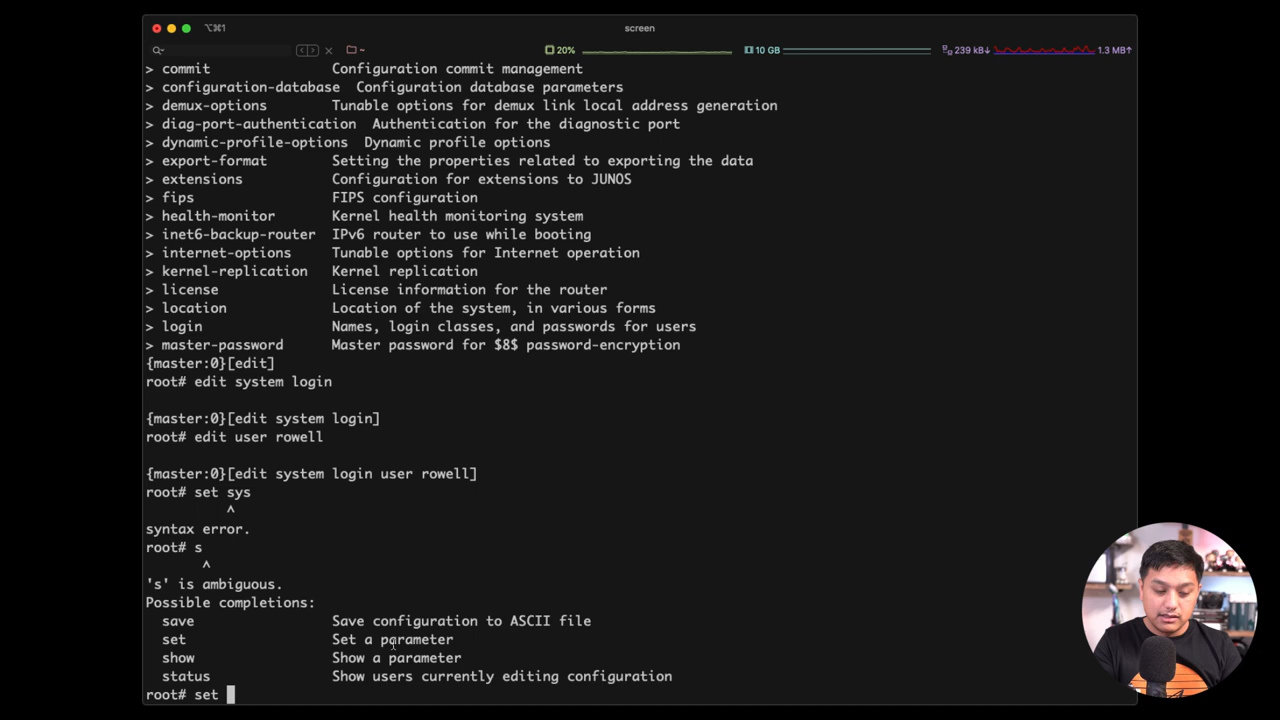 ⌥⌘1
screen
~
20%
10 GB
239 kB↓
1.3 MB↑
> commit Configuration commit management
> configuration-database Configuration database parameters
> demux-options Tunable options for demux link local address generation
> diag-port-authentication Authentication for the diagnostic port
> dynamic-profile-options Dynamic profile options
> export-format Setting the properties related to exporting the data
> extensions Configuration for extensions to JUNOS
> fips FIPS configuration
> health-monitor Kernel health monitoring system
> inet6-backup-router IPv6 router to use while booting
> internet-options Tunable options for Internet operation
> kernel-replication Kernel replication
> license License information for the router
> location Location of the system, in various forms
> login Names, login classes, and passwords for users
> master-password Master password for $8$ password-encryption
{master:0}[edit]
root# edit system login
{master:0}[edit system login]
root# edit user rowell
{master:0}[edit system login user rowell]
root# set sys
^
syntax error.
root# s
^
's' is ambiguous.
Possible completions:
save Save configuration to ASCII file
set Set a parameter
show Show a parameter
status Show users currently editing configuration
root# set